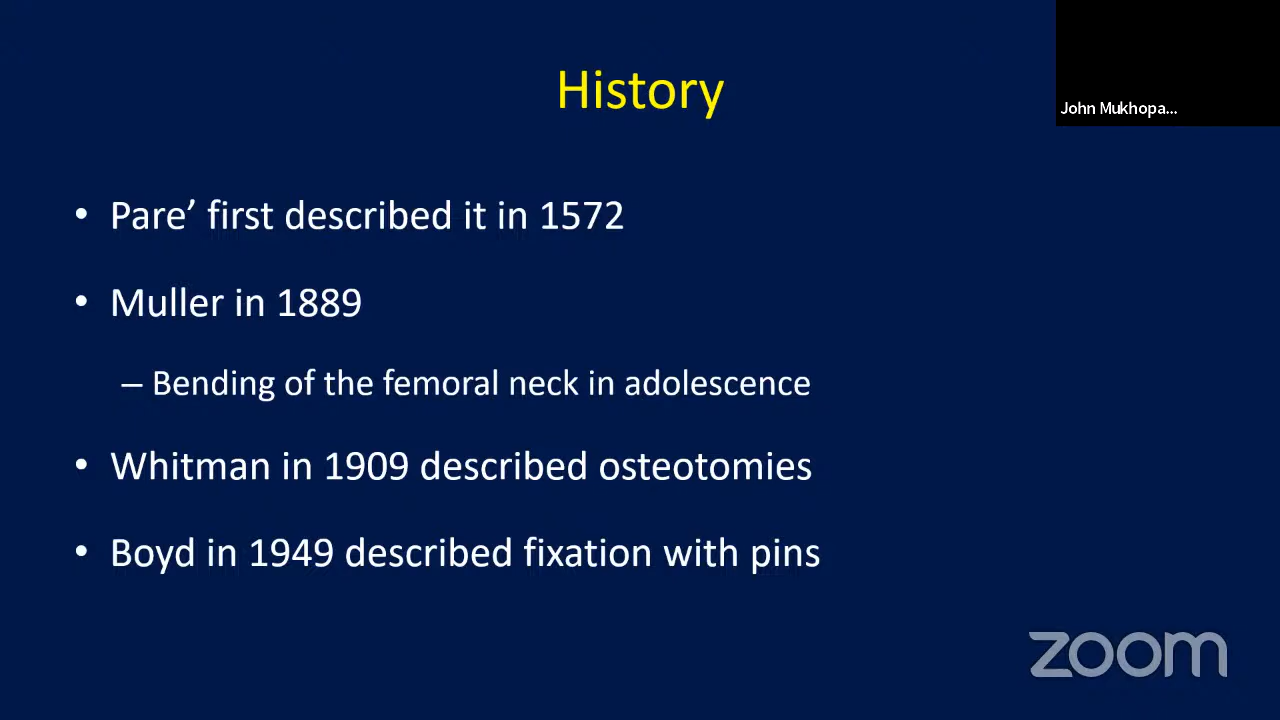 History
John Mukhopa...
• Pare’ first described it in 1572
• Muller in 1889
– Bending of the femoral neck in adolescence
• Whitman in 1909 described osteotomies
• Boyd in 1949 described fixation with pins
zoom